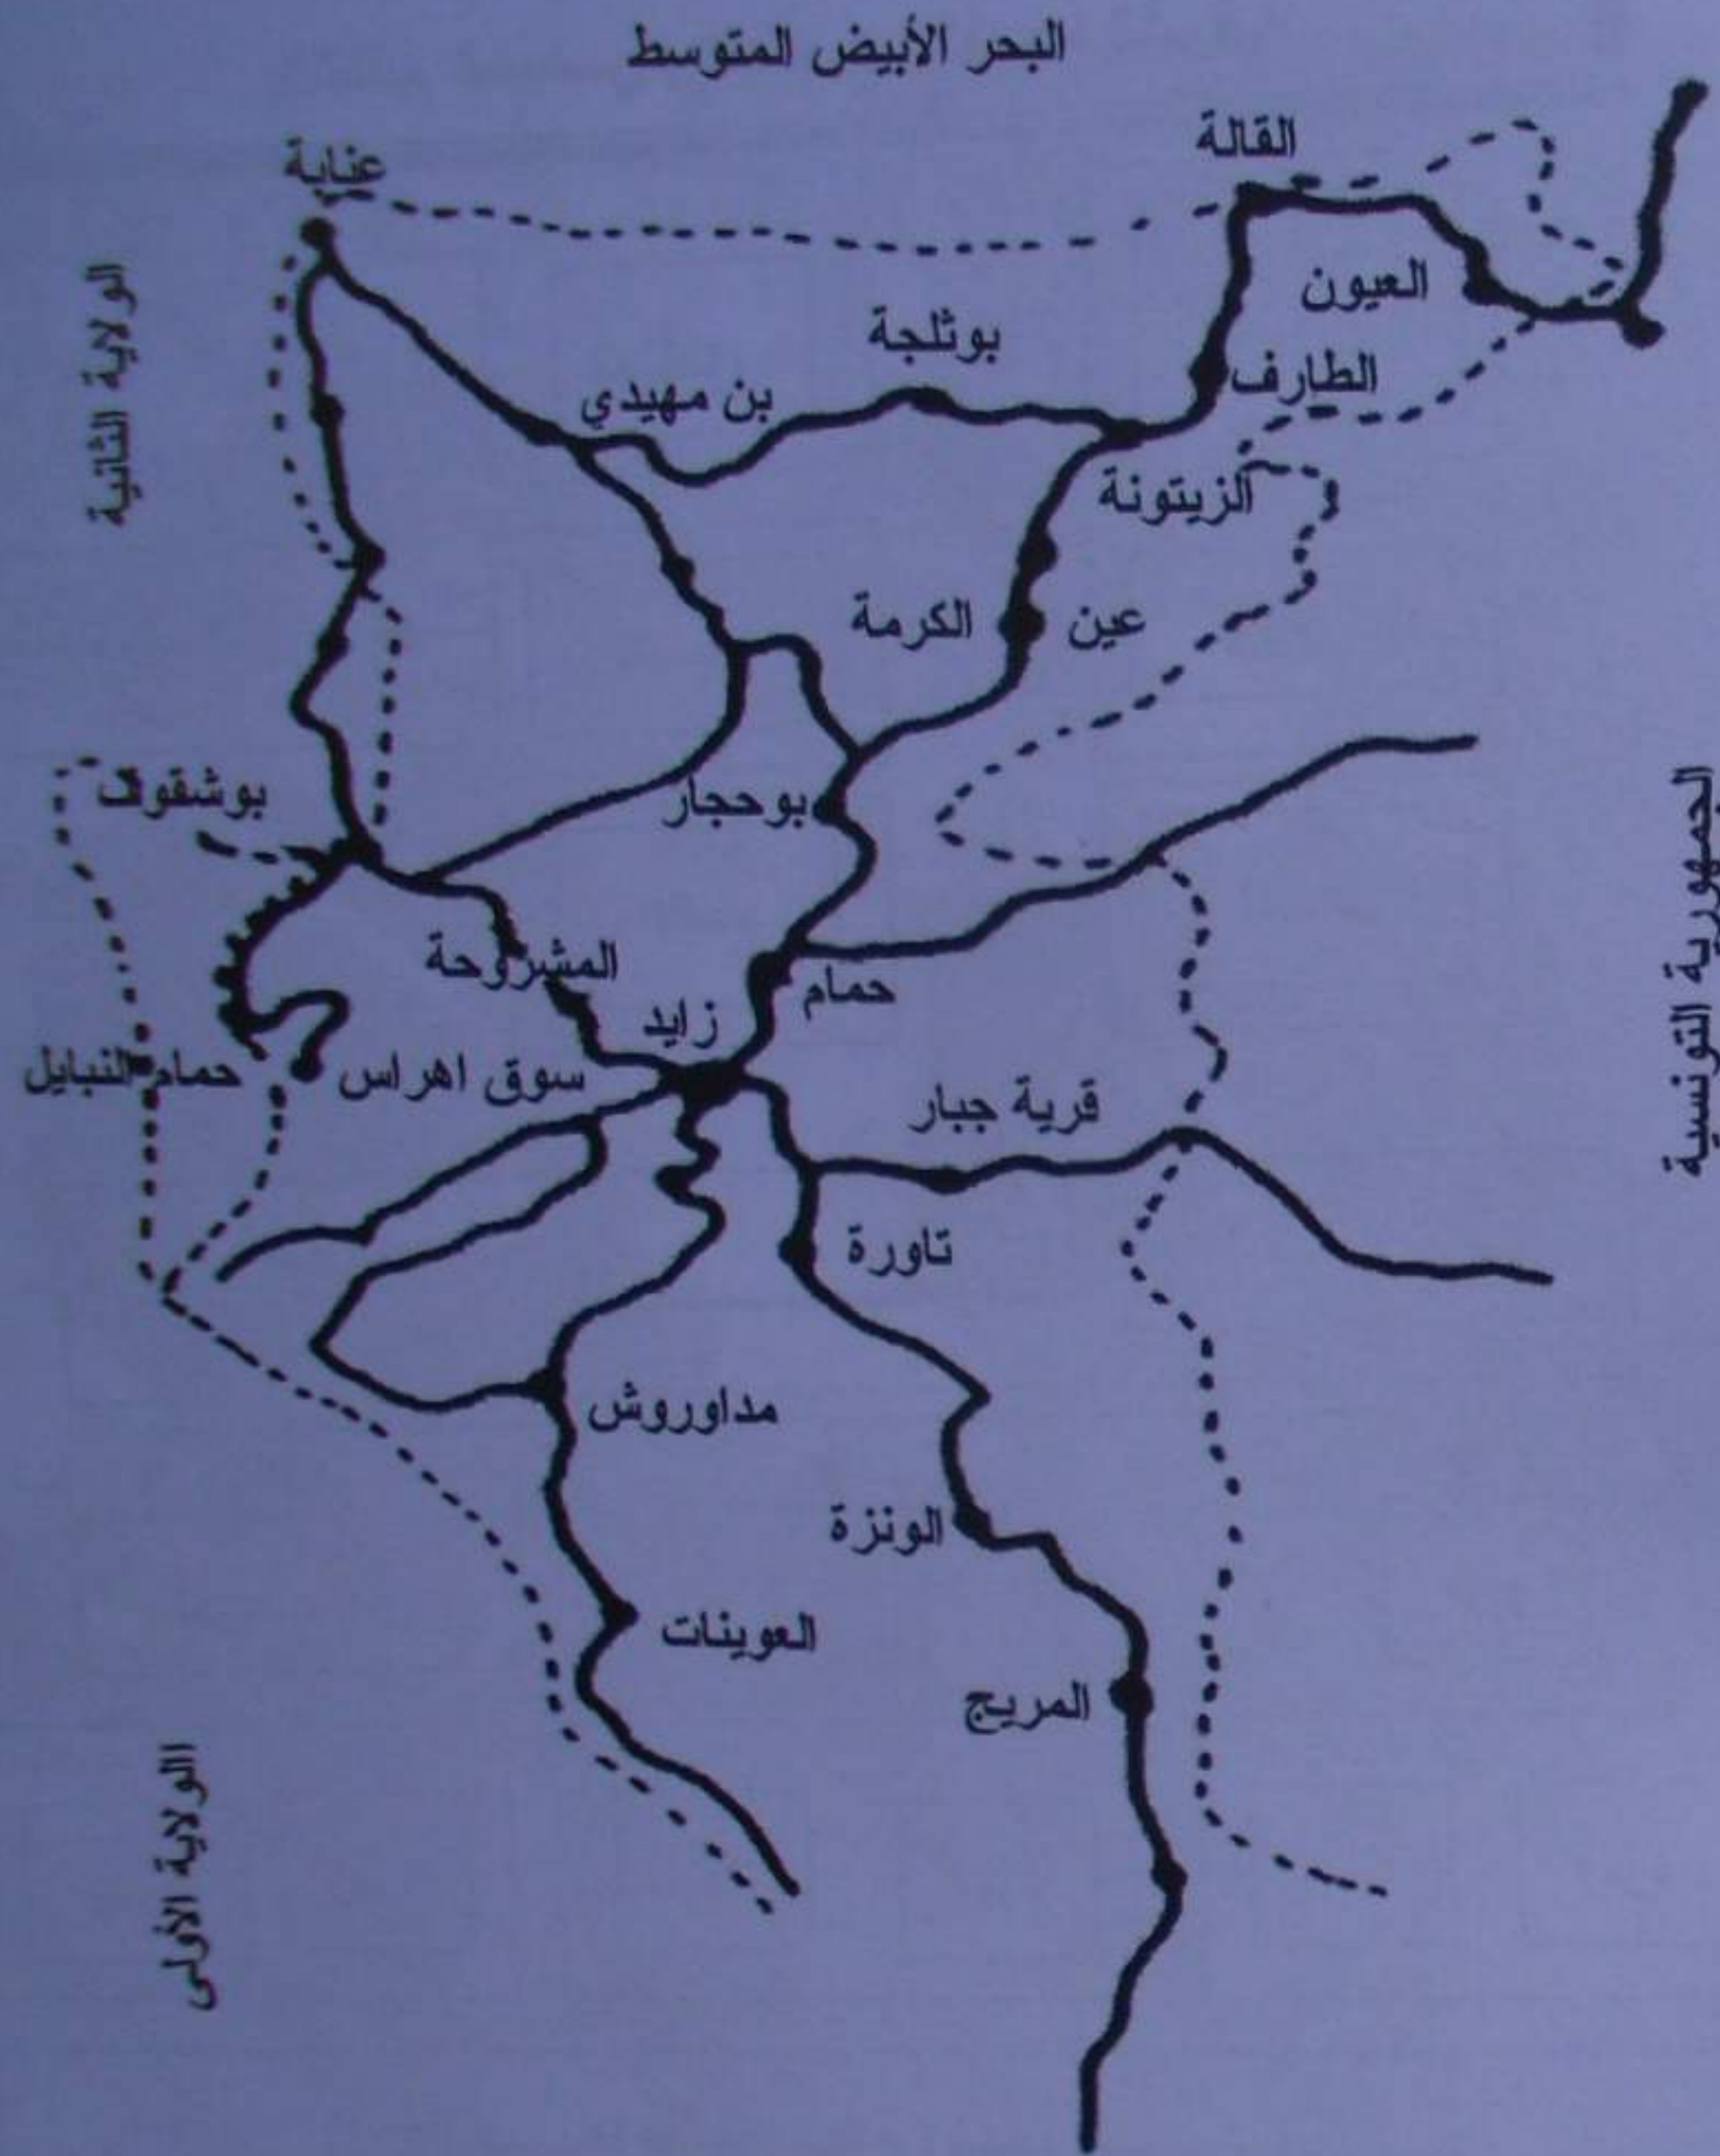 البحر الأبيض المتوسط
القالة
عنابة
العيون
الولاية الثانية
بوثلجة
الطارف
بن مهيدي
الزيتونة
عين
الكرمة
بوشقوف
بوحجار
الجمهورية التونسية
المشروحة
حمام
زايد
حمام النبايل
سوق اهراس
قرية جبار
تاورة
مداوروش
الونزة
العوينات
المريج
الولاية الأولى